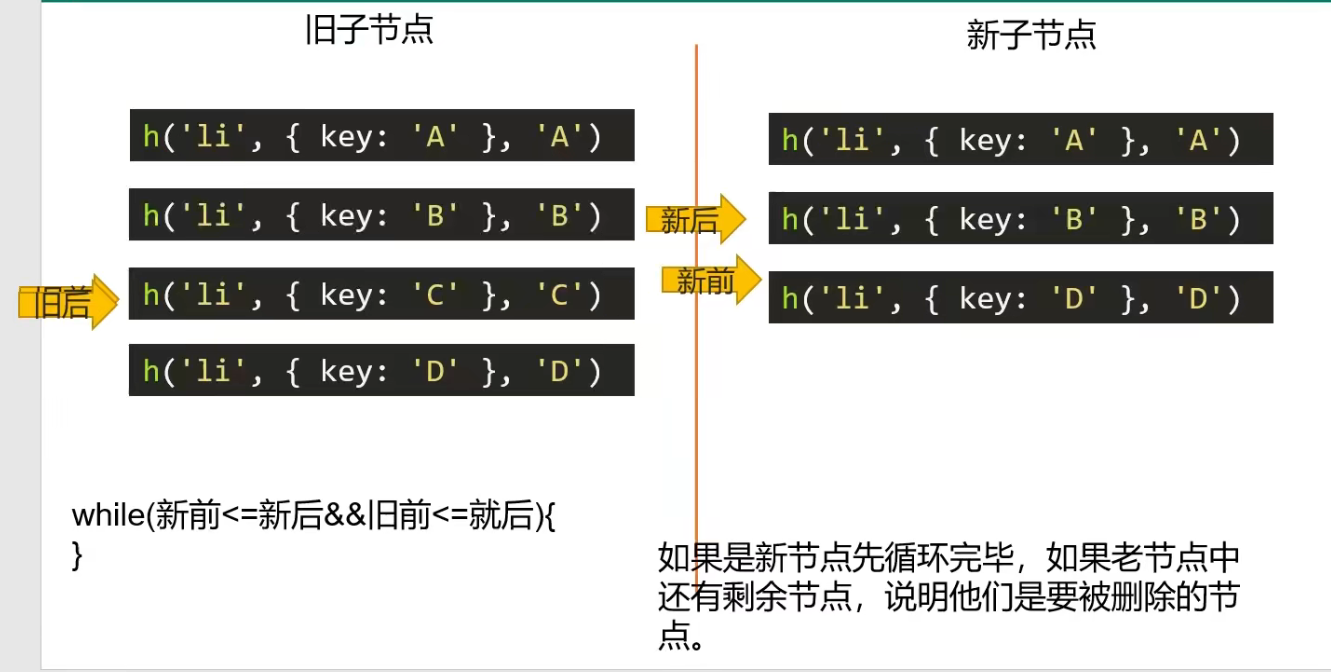 旧子节点
新子节点
h('li', { key: 'A' }, 'A')
h('li', { key: 'B' }, 'B')
h('li', { key: 'C' }, 'C')
h('li', { key: 'D' }, 'D')
旧后
新后
新前
h('li', { key: 'A' }, 'A')
h('li', { key: 'B' }, 'B')
h('li', { key: 'D' }, 'D')
while(新前<=新后&&旧前<=就后){
}
如果是新节点先循环完毕，如果老节点中
还有剩余节点，说明他们是要被删除的节
点。